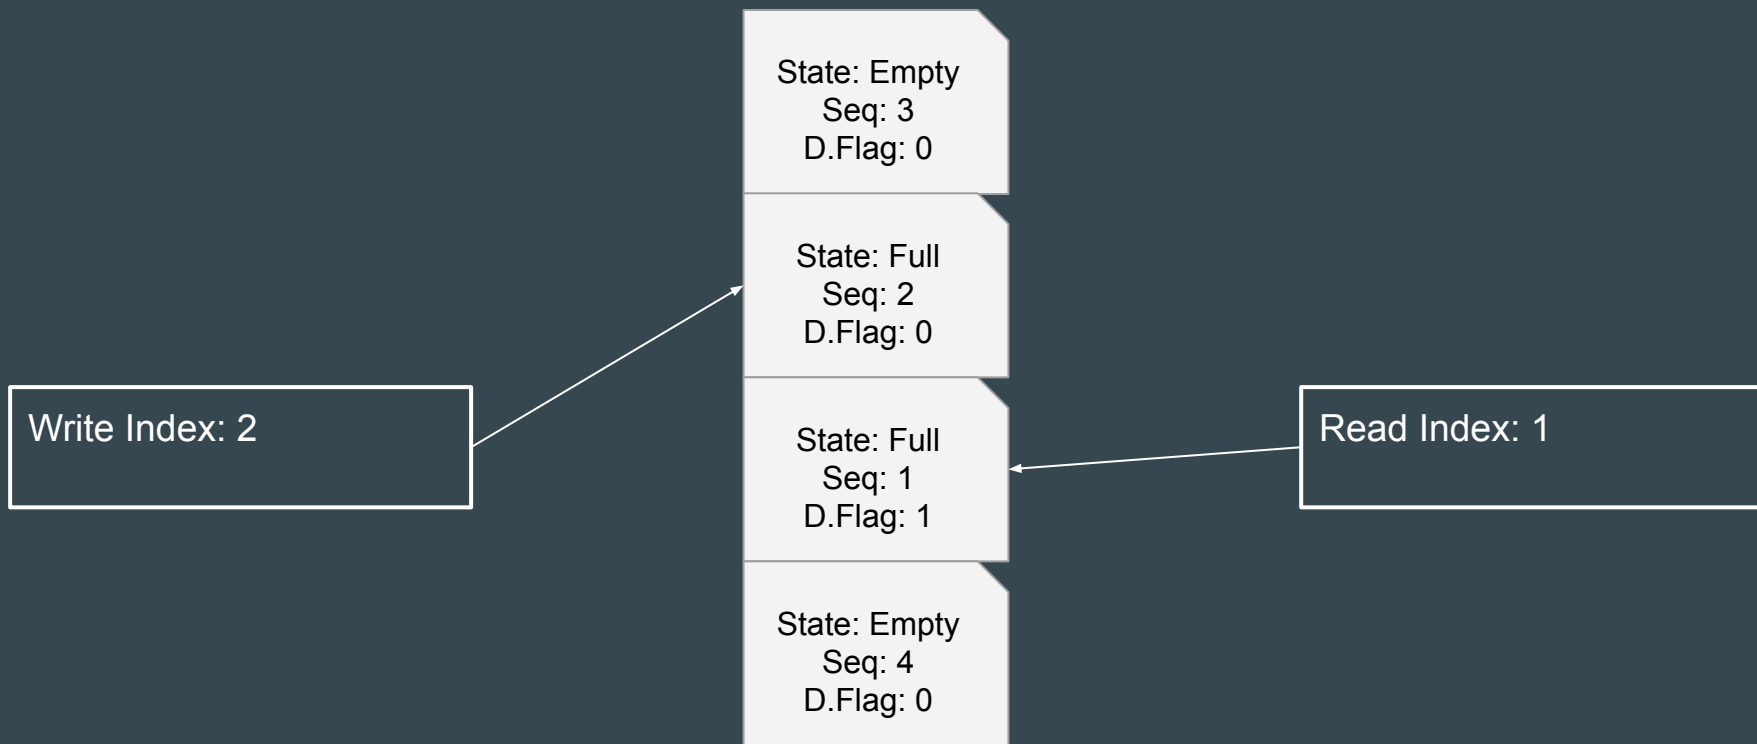 State: Empty
Seq: 3
D.Flag: 0
State: Full
Seq: 2
D.Flag: 0
Write Index: 2
State: Full
Seq: 1
D.Flag: 1
Read Index: 1
State: Empty
Seq: 4
D.Flag: 0